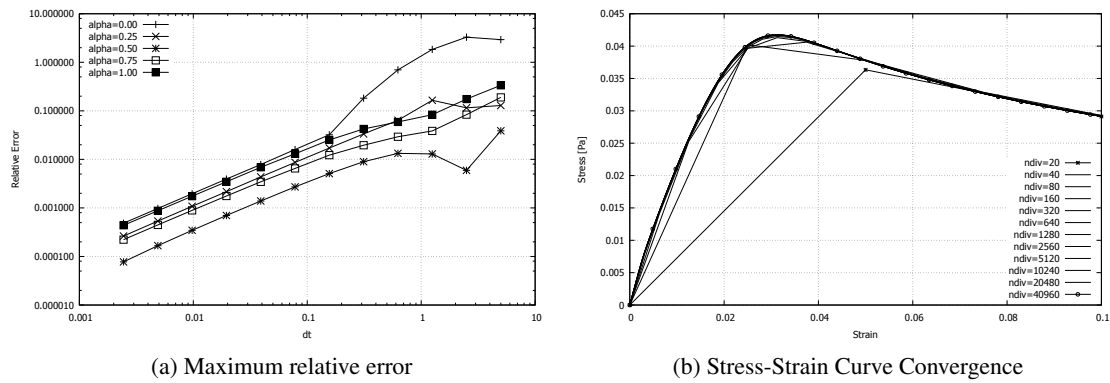 10.000000
1.000000
0.100000
0.010000
0.001000
0.000100
0.000010
Relative Error
alpha=0.00
alpha=0.25
alpha=0.50
alpha=0.75
alpha=1.00
0.001
0.01
0.1
1
10
dt
(a) Maximum relative error
0.045
0.04
0.035
0.03
0.025
0.02
0.015
0.01
0.005
0
Stress [Pa]
ndiv=20
ndiv=40
ndiv=80
ndiv=160
ndiv=320
ndiv=640
ndiv=1280
ndiv=2560
ndiv=5120
ndiv=10240
ndiv=20480
ndiv=40960
0
0.02
0.04
0.06
0.08
0.1
Strain
(b) Stress-Strain Curve Convergence